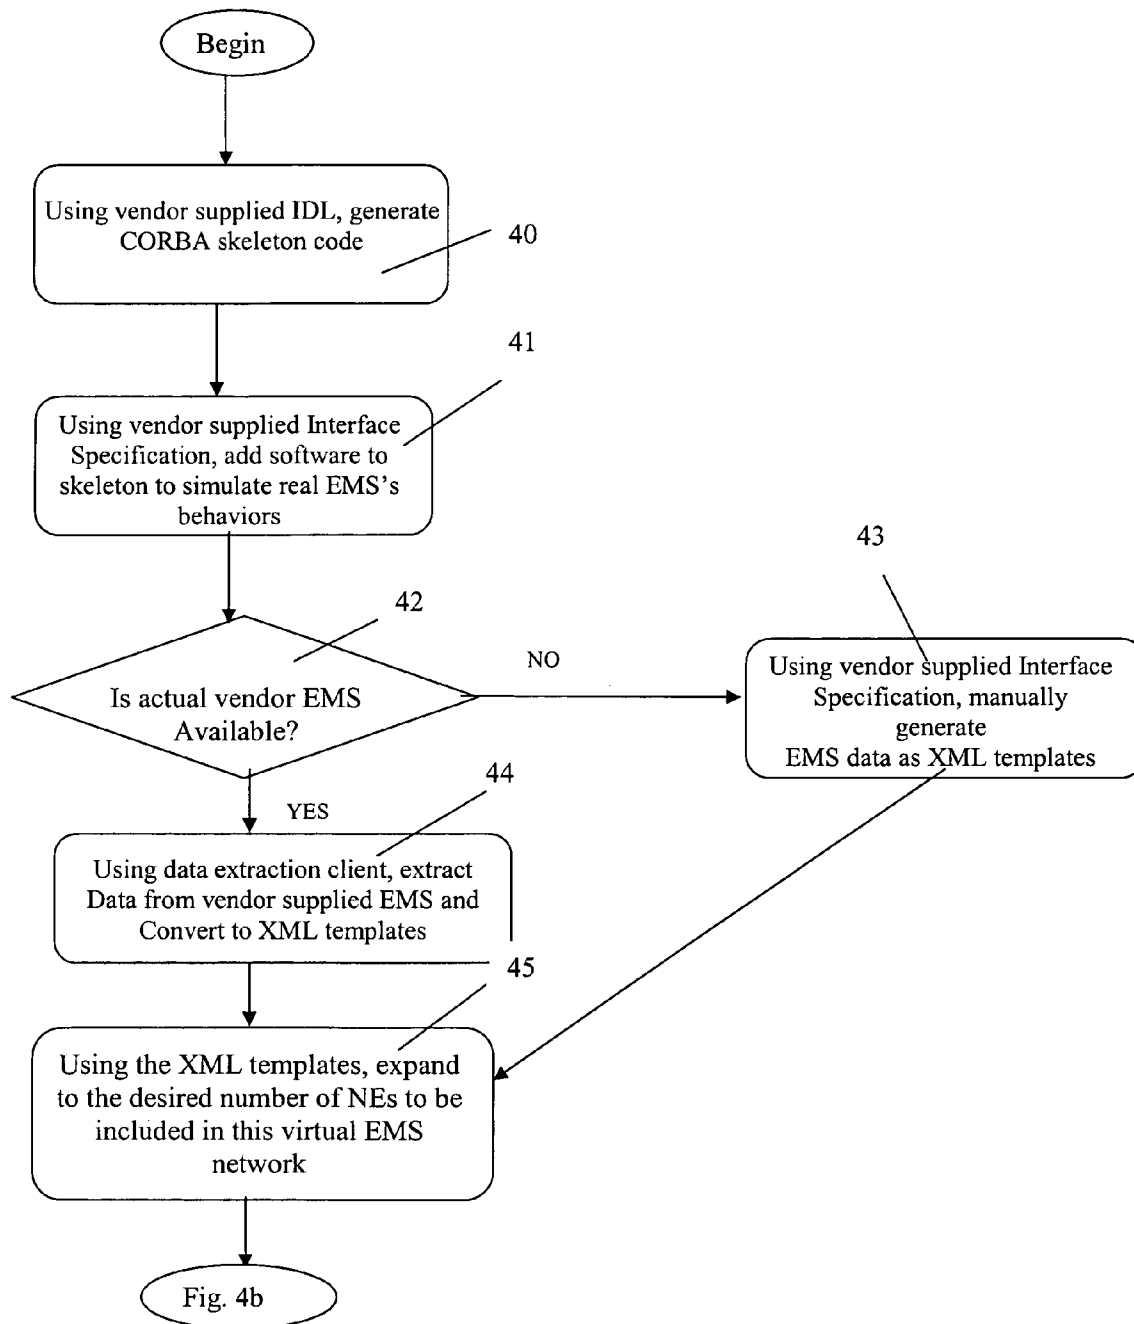 Begin
Using vendor supplied IDL, generate
CORBA skeleton code
40
41
Using vendor supplied Interface
Specification, add software to
skeleton to simulate real EMS's
behaviors
42
Is actual vendor EMS
Available?
NO
43
Using vendor supplied Interface
Specification, manually
generate
EMS data as XML templates
YES
44
Using data extraction client, extract
Data from vendor supplied EMS and
Convert to XML templates
45
Using the XML templates, expand
to the desired number of NEs to be
included in this virtual EMS
network
Fig. 4b